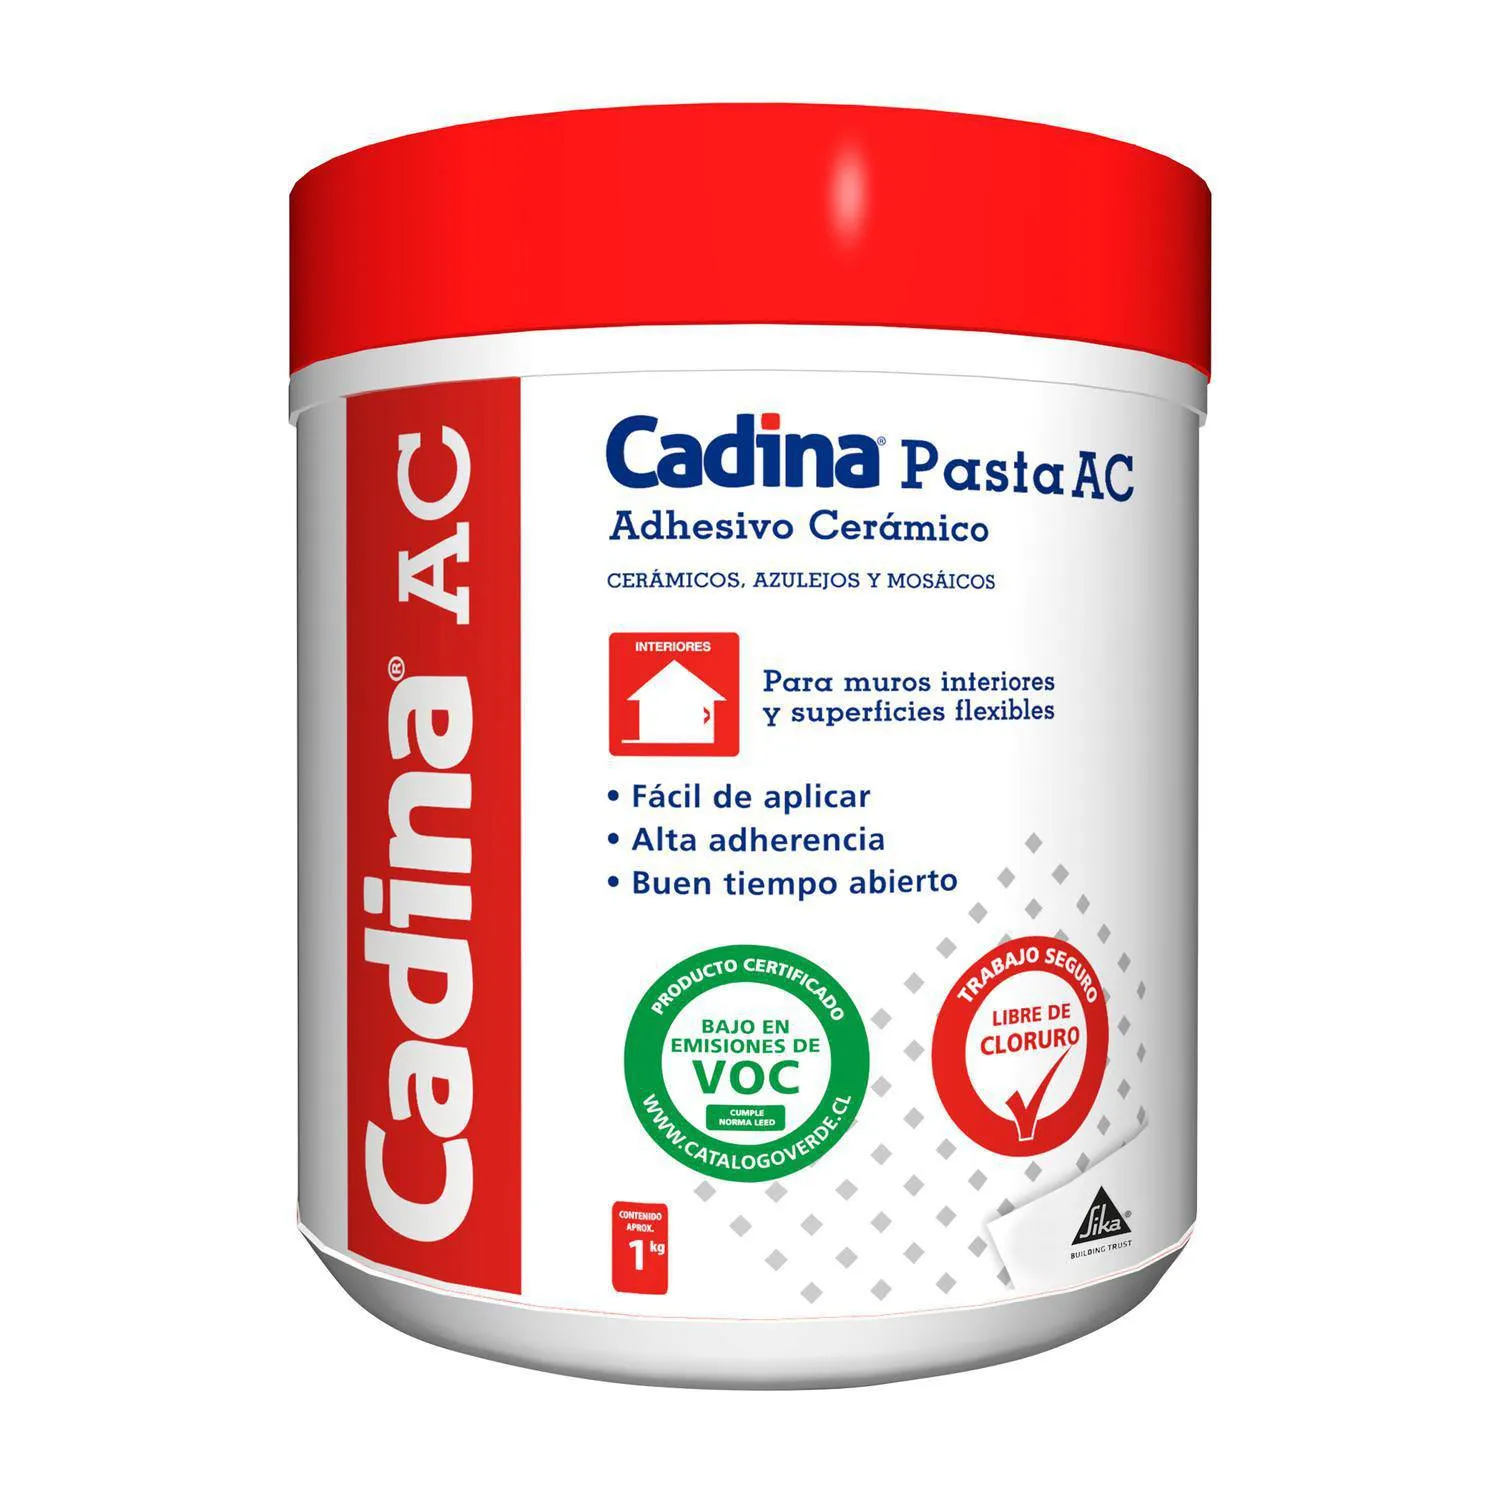 Cadina® AC
Cadina® Pasta AC
Adhesivo Cerámico
CERÁMICOS, AZULEJOS Y MOSÁICOS
INTERIORES
Para muros interiores
y superficies flexibles
• Fácil de aplicar
• Alta adherencia
• Buen tiempo abierto
PRODUCTO CERTIFICADO
BAJO EN
EMISIONES DE
VOC
CUMPLE
NORMA LEED
WWW.CATALOGOVERDE.CL
TRABAJO SEGURO
LIBRE DE
CLORURO
CONTENIDO
APROX.
1 kg
Sika®
BUILDING TRUST